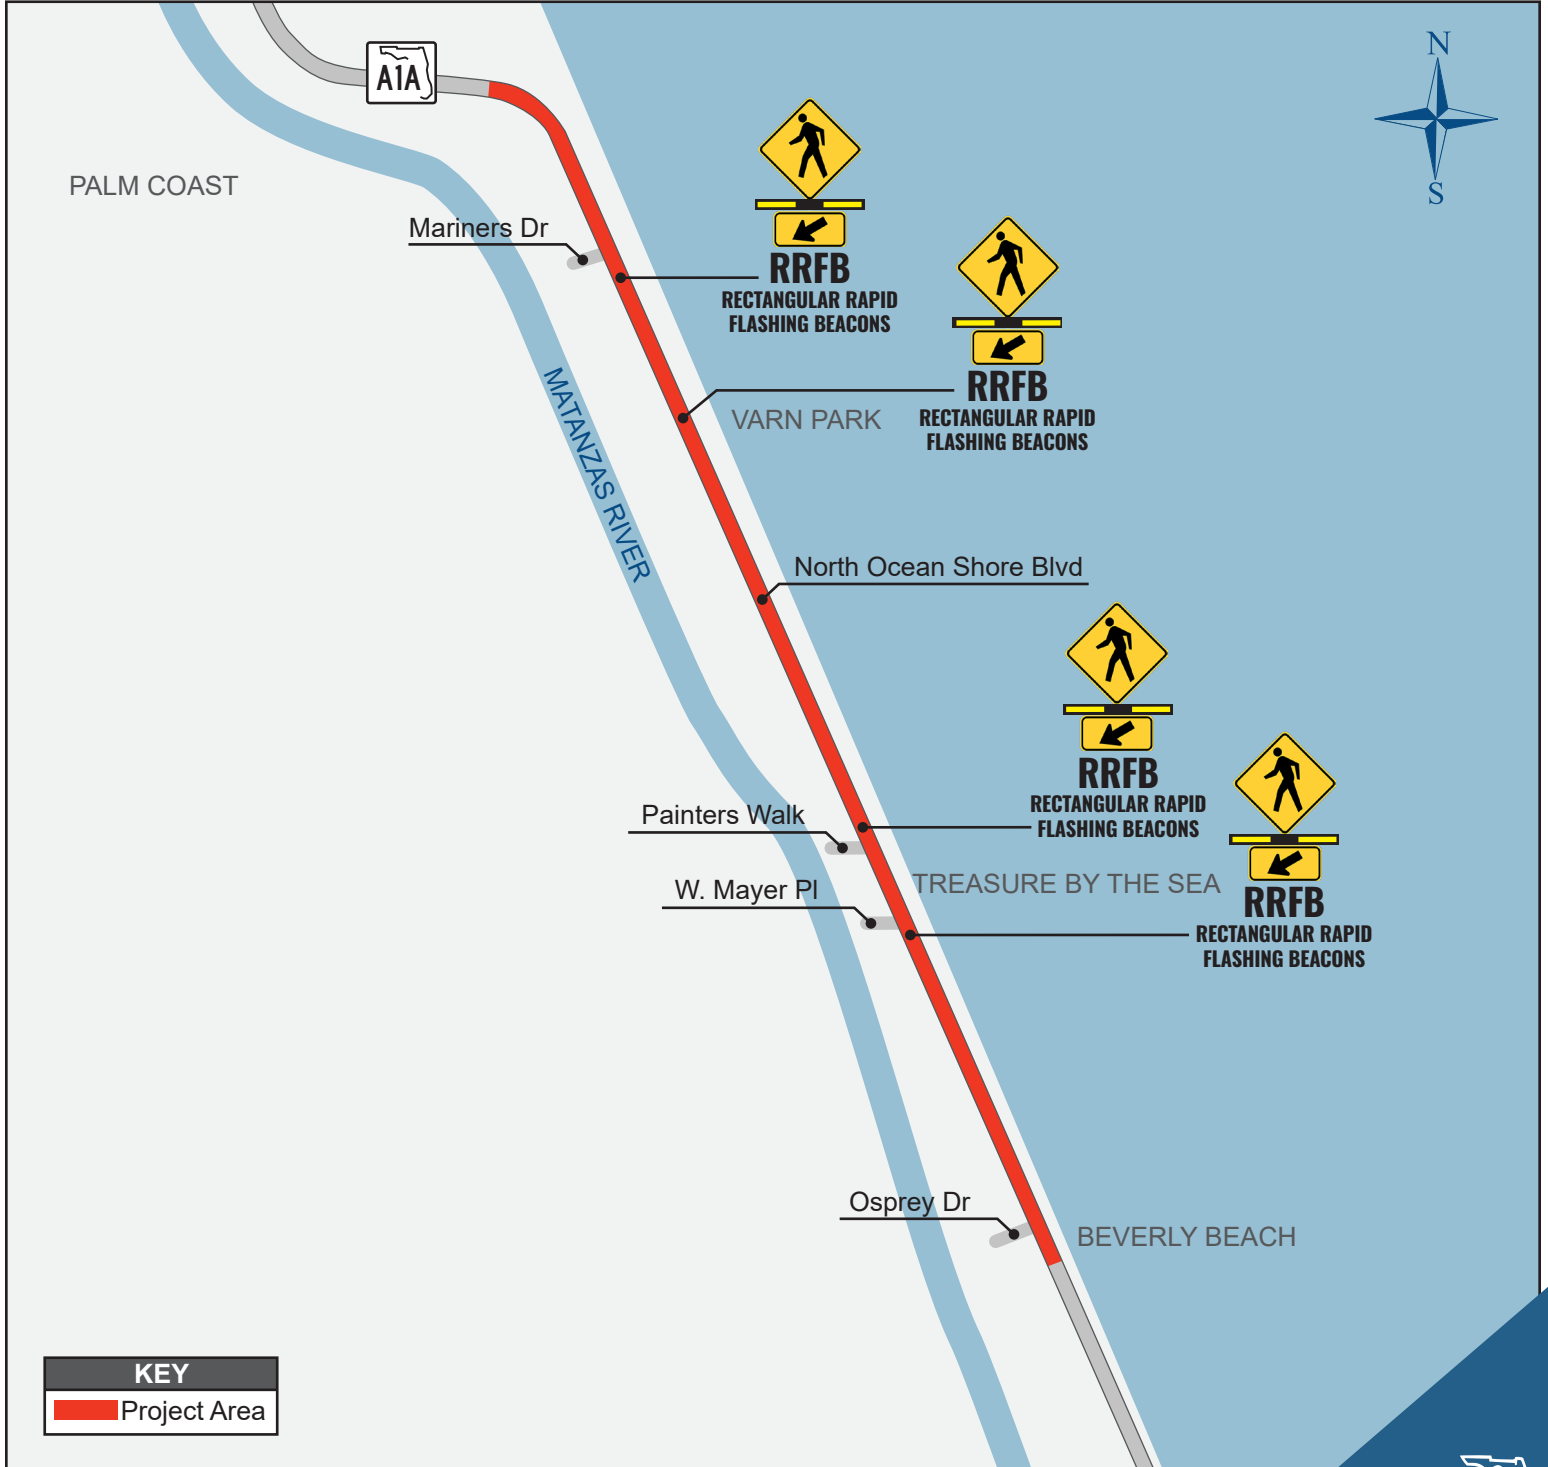 N
A1A
PALM COAST
S
Mariners Dr
RRFB
RECTANGULAR RAPID
FLASHING BEACONS
RRFB
RECTANGULAR RAPID
FLASHING BEACONS
VARN PARK
MATANZAS RIVER
North Ocean Shore Blvd
RRFB
RECTANGULAR RAPID
FLASHING BEACONS
Painters Walk
TREASURE BY THE SEA
W. Mayer Pl
RRFB
RECTANGULAR RAPID
FLASHING BEACONS
Osprey Dr
BEVERLY BEACH
KEY
Project Area